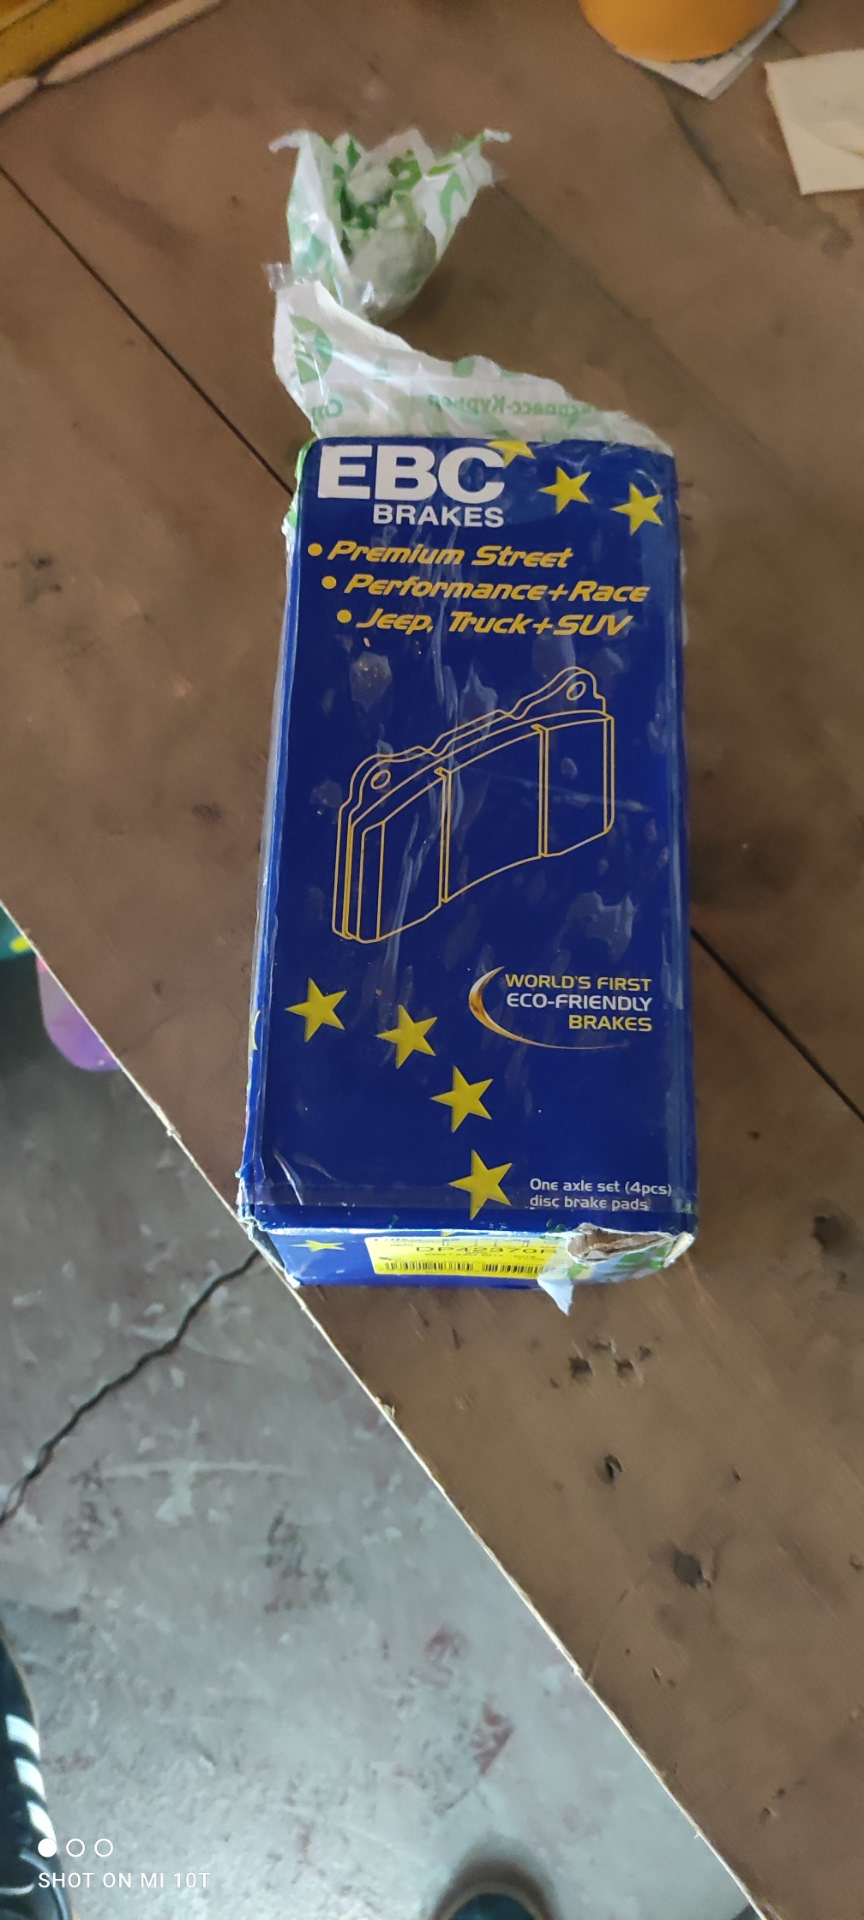 EBC
BRAKES
• Premium Street
• Performance+Race
• Jeep, Truck+SUV
WORLD'S FIRST
ECO-FRIENDLY
BRAKES
One axle set (4pcs)
disc brake pads
SHOT ON MI 10T